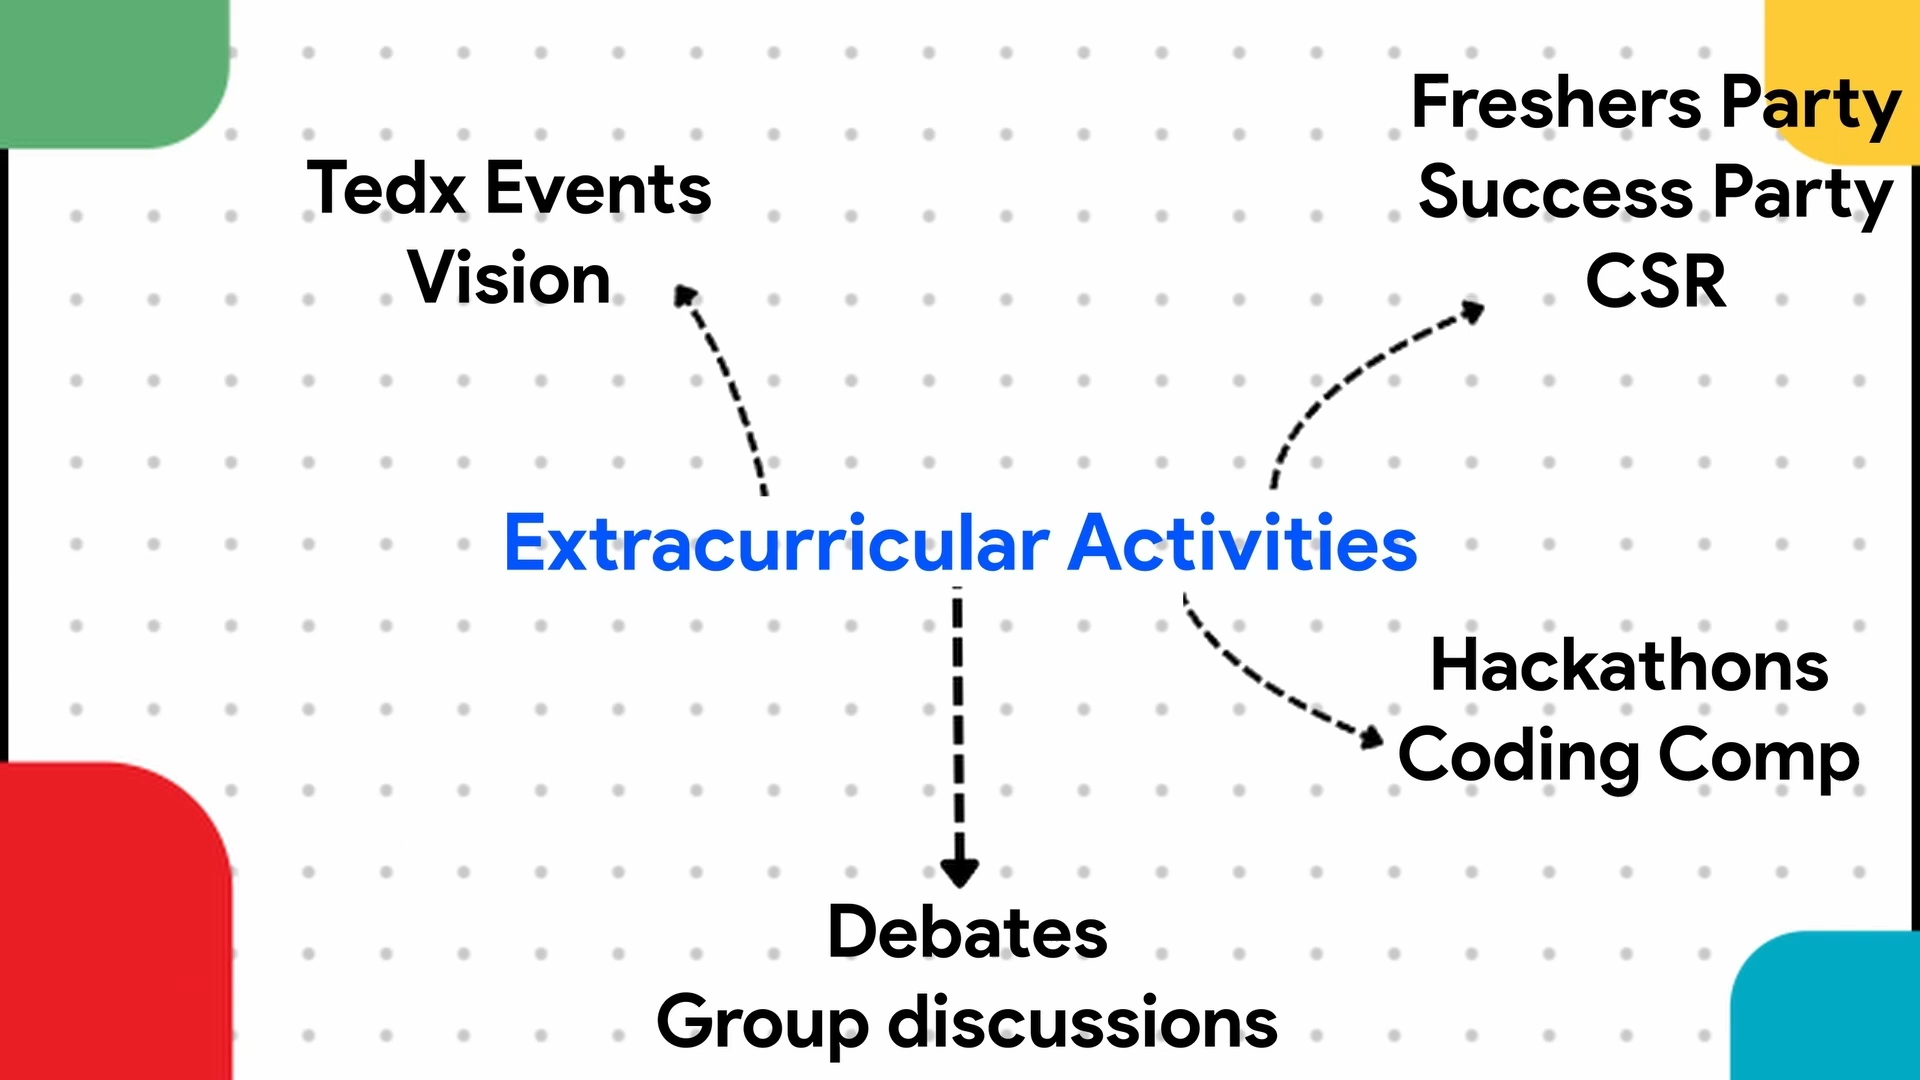 Tedx Events
Vision
Freshers Party
Success Party
CSR
Extracurricular Activities
Hackathons
Coding Comp
Debates
Group discussions